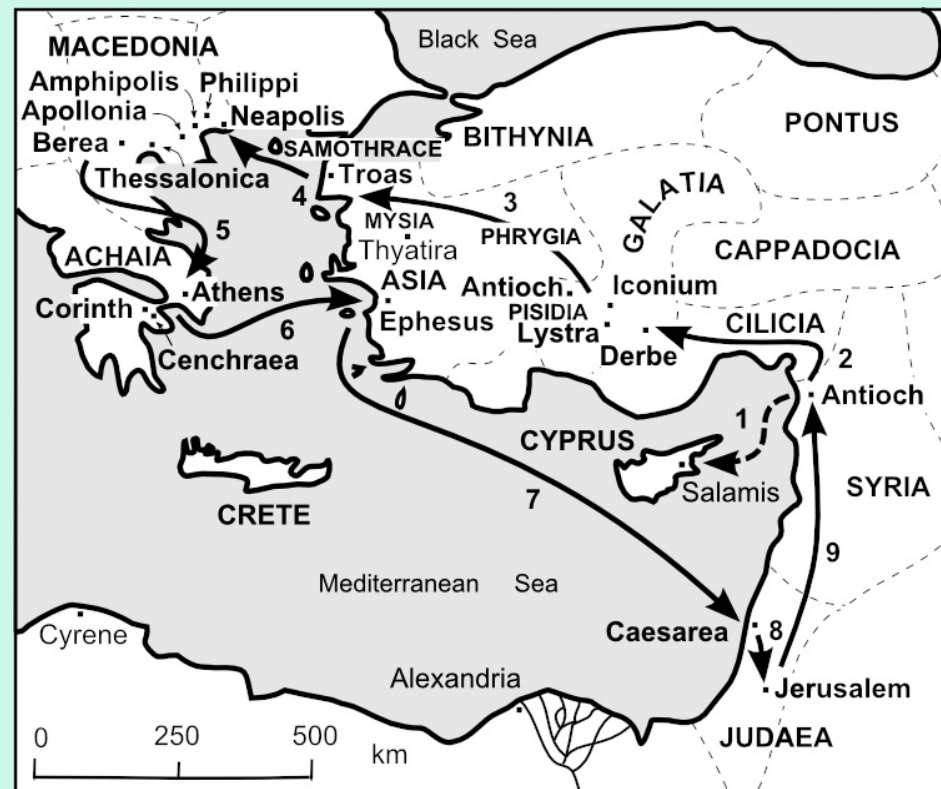 Black Sea
MACEDONIA
Amphipolis Philippi
Apollonia
Neapolis
Berea
Thessalonica
SAMOTHRACE
BITHYNIA
PONTUS
Troas
4
3
GALATIA
MYSIA
Thyatira
PHRYGIA
5
ACHAIA
CAPPADOCIA
ASIA
Antioch
Iconium
Athens
Corinth
6
Ephesus
PISIDIA
Lystra
CILICIA
Cenchraea
Derbe
2
Antioch
1
CYPRUS
Salamis
SYRIA
CRETE
7
9
Mediterranean Sea
Cyrene
Caesarea
8
Alexandria
Jerusalem
JUDAEA
0 250 500
km